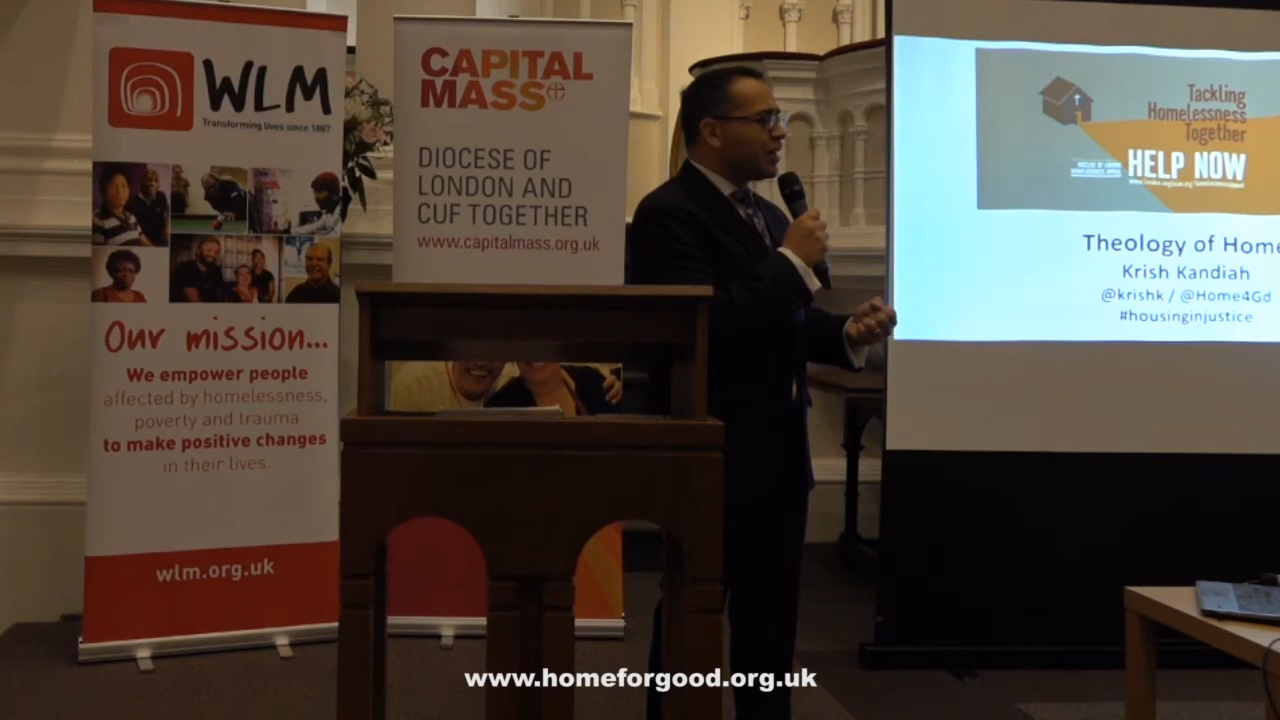 WLM
Transforming lives since 1887
Our mission...
We empower people
affected by homelessness,
poverty and trauma
to make positive changes
in their lives.
wlm.org.uk
CAPITAL
MASS
DIOCESE OF
LONDON AND
CUF TOGETHER
www.capitalmass.org.uk
Tackling
Homelessness
Together
HELP NOW
Theology of Home
Krish Kandiah
@krishk / @Home4Gd
#housinginjustice
www.homeforgood.org.uk